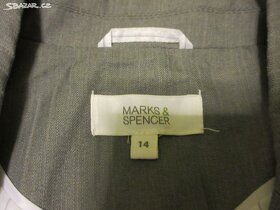 SBAZAR.CZ
MARKS &
SPENCER
14